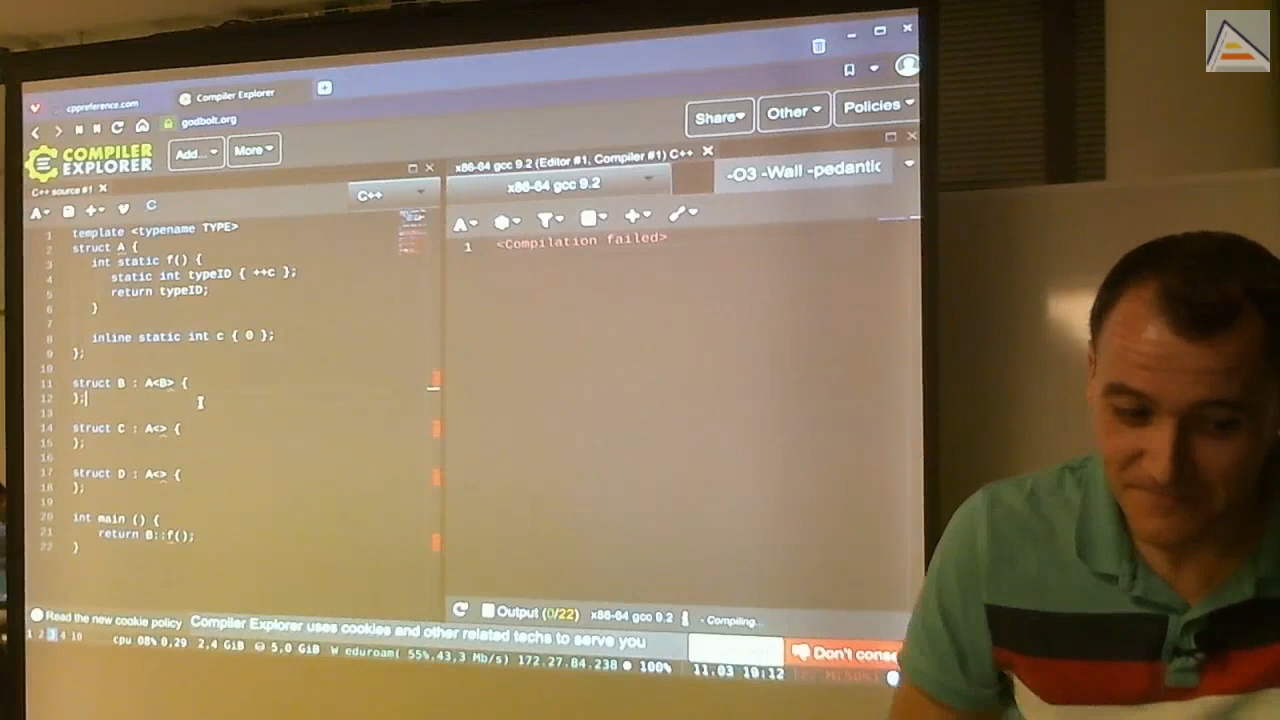 cppreference.com
Compiler Explorer
godbolt.org
COMPILER
EXPLORER
Add...
More
Share
Other
Policies
C++ source #1
x86-64 gcc 9.2 (Editor #1, Compiler #1) C++
C++
x86-64 gcc 9.2
-O3 -Wall -pedantic
A
A
1 <Compilation failed>
1 template <typename TYPE>
2 struct A {
3 int static f() {
4 static int typeID { ++c };
5 return typeID;
6 }
7
8 inline static int c { 0 };
9 };
10
11 struct B : A<B> {
12 };
13
14 struct C : A<> {
15 };
16
17 struct D : A<> {
18 };
19
20 int main () {
21 return B::f();
22 }
Output (0/22) x86-64 gcc 9.2 - Compiling...
Read the new cookie policy Compiler Explorer uses cookies and other related techs to serve you
Don't conse
1 2 3 4 10 cpu 08% 0,29 2,4 GiB 5,0 GiB W eduroam( 55%,43,3 Mb/s) 172.27.84.238 100% 11.03 19:12